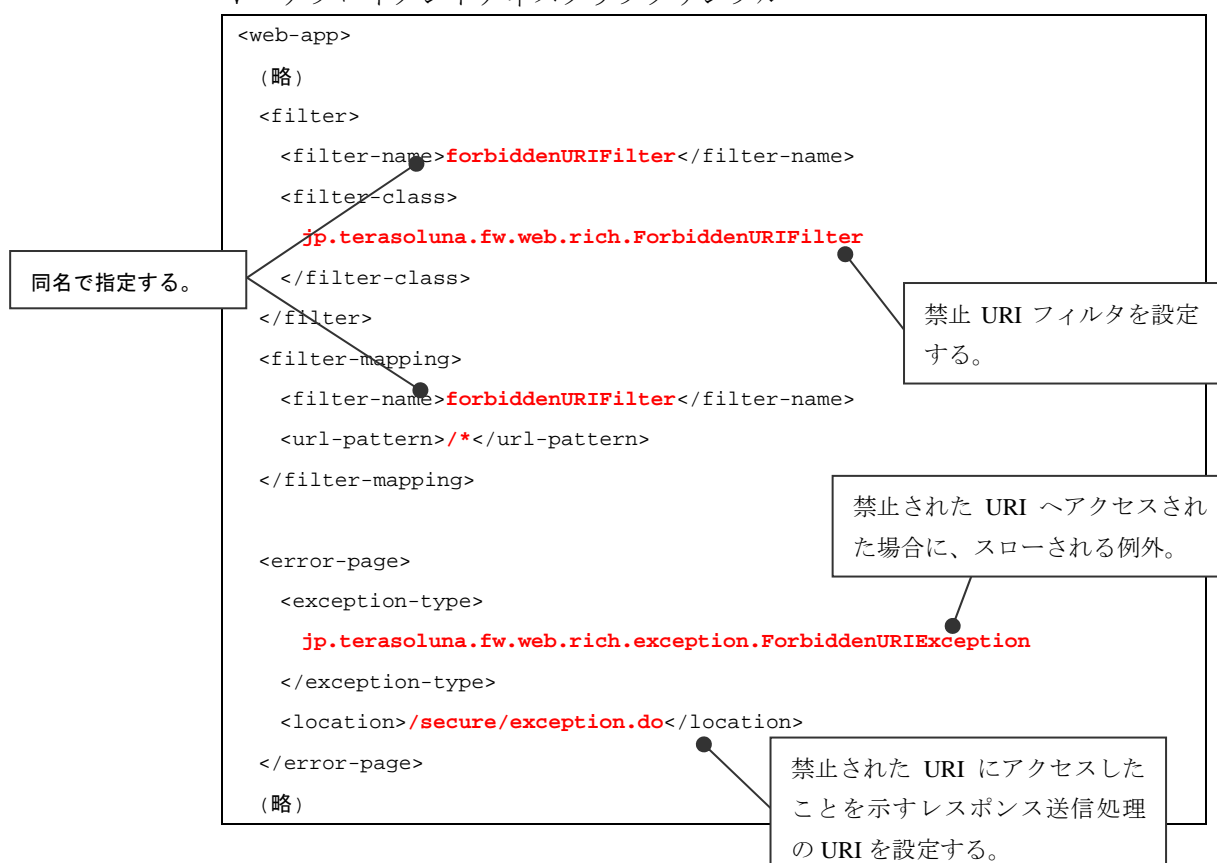 <web-app>
(略)
<filter>
<filter-name>forbiddenURIFilter</filter-name>
<filter-class>
jp.terasoluna.fw.web.rich.ForbiddenURIFilter
</filter-class>
</filter>
<filter-mapping>
<filter-name>forbiddenURIFilter</filter-name>
<url-pattern>/*</url-pattern>
</filter-mapping>
<error-page>
<exception-type>
jp.terasoluna.fw.web.rich.exception.ForbiddenURIException
</exception-type>
<location>/secure/exception.do</location>
</error-page>
(略)
同名で指定する。
禁止 URI フィルタを設定
する。
禁止された URI へアクセスされ
た場合に、スローされる例外。
禁止された URI にアクセスした
ことを示すレスポンス送信処理
の URI を設定する。